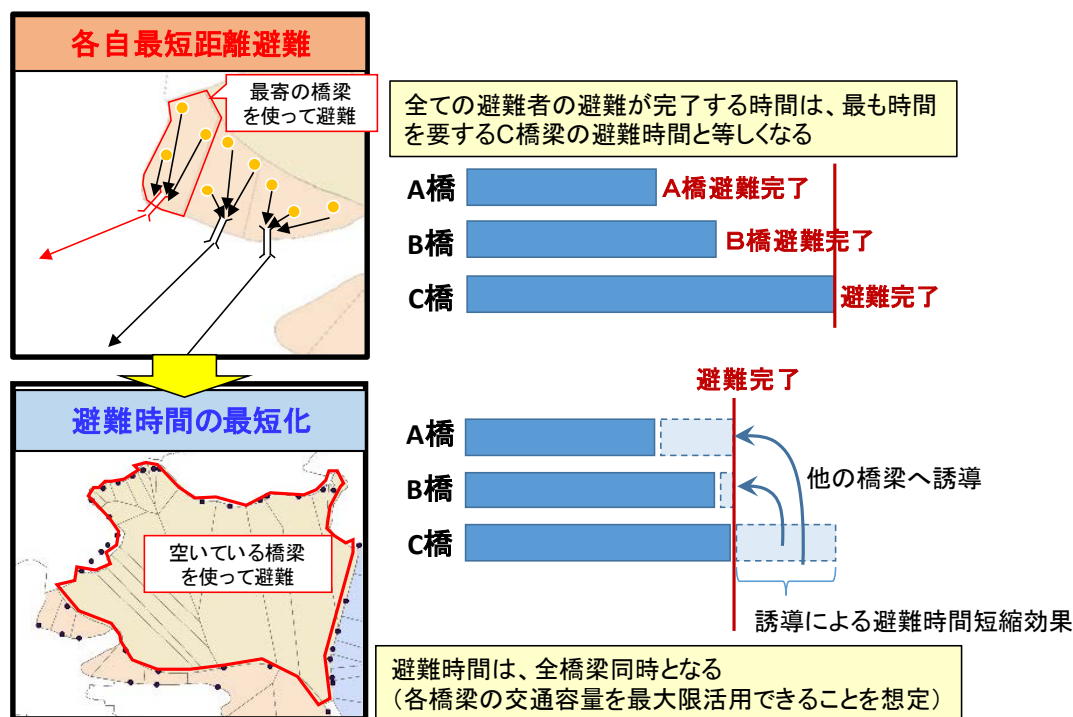 各自最短距離避難
最寄の橋梁
を使って避難
全ての避難者の避難が完了する時間は、最も時間
を要するC橋梁の避難時間と等しくなる
A橋
A橋避難完了
B橋
B橋避難完了
C橋
避難完了
避難時間の最短化
空いている橋梁
を使って避難
避難完了
A橋
B橋
C橋
他の橋梁へ誘導
誘導による避難時間短縮効果
避難時間は、全橋梁同時となる
(各橋梁の交通容量を最大限活用できることを想定)